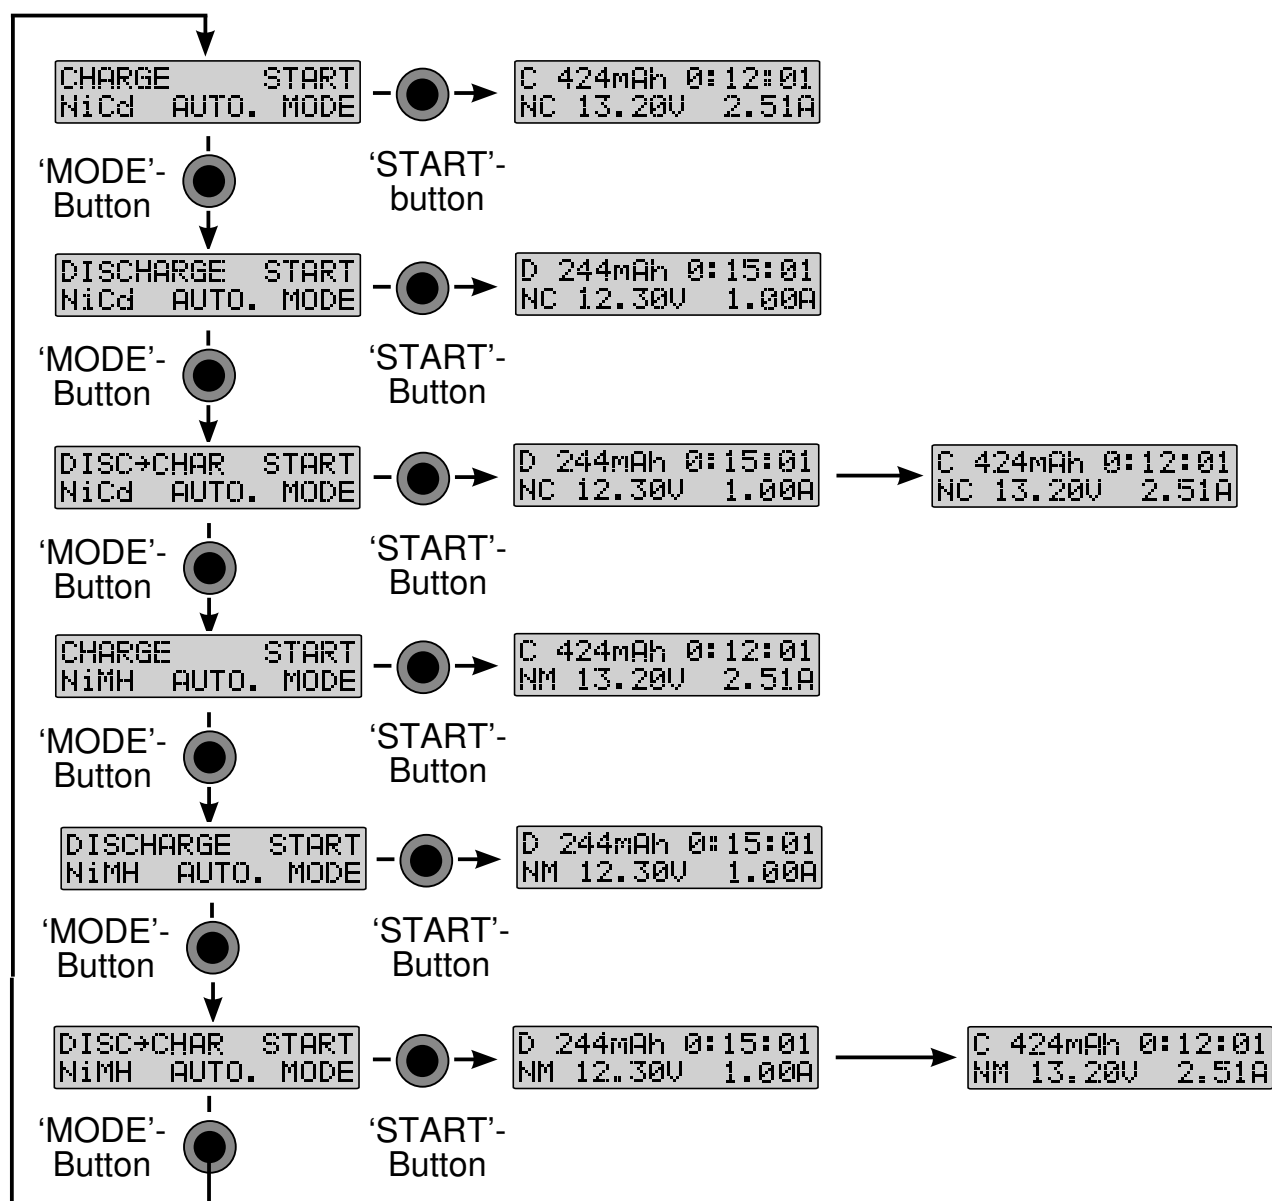 CHARGE START
NiCd AUTO. MODE
C 424mAh 0:12:01
NC 13.20V 2.51A
‘MODE’-
Button
‘START’-
button
DISCHARGE START
NiCd AUTO. MODE
D 244mAh 0:15:01
NC 12.30V 1.00A
‘MODE’-
Button
‘START’-
Button
DISC→CHAR START
NiCd AUTO. MODE
D 244mAh 0:15:01
NC 12.30V 1.00A
C 424mAh 0:12:01
NC 13.20V 2.51A
‘MODE’-
Button
‘START’-
Button
CHARGE START
NiMH AUTO. MODE
C 424mAh 0:12:01
NM 13.20V 2.51A
‘MODE’-
Button
‘START’-
Button
DISCHARGE START
NiMH AUTO. MODE
D 244mAh 0:15:01
NM 12.30V 1.00A
‘MODE’-
Button
‘START’-
Button
DISC→CHAR START
NiMH AUTO. MODE
D 244mAh 0:15:01
NM 12.30V 1.00A
C 424mAh 0:12:01
NM 13.20V 2.51A
‘MODE’-
Button
‘START’-
Button